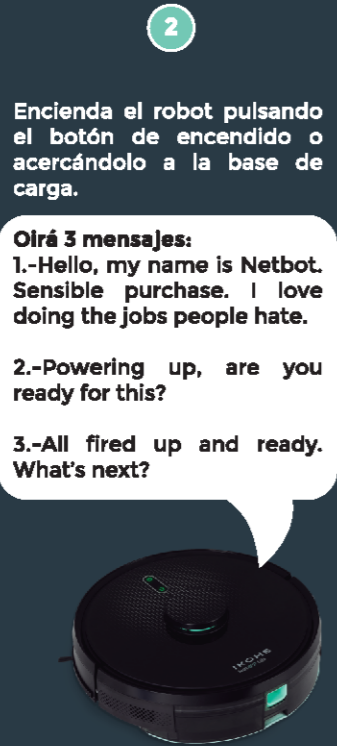 2
Encienda el robot pulsando
el botón de encendido o
acercándolo a la base de
carga.
Oirá 3 mensajes:
1.-Hello, my name is Netbot.
Sensible purchase. I love
doing the jobs people hate.
2.-Powering up, are you
ready for this?
3.-All fired up and ready.
What's next?
IKOHS